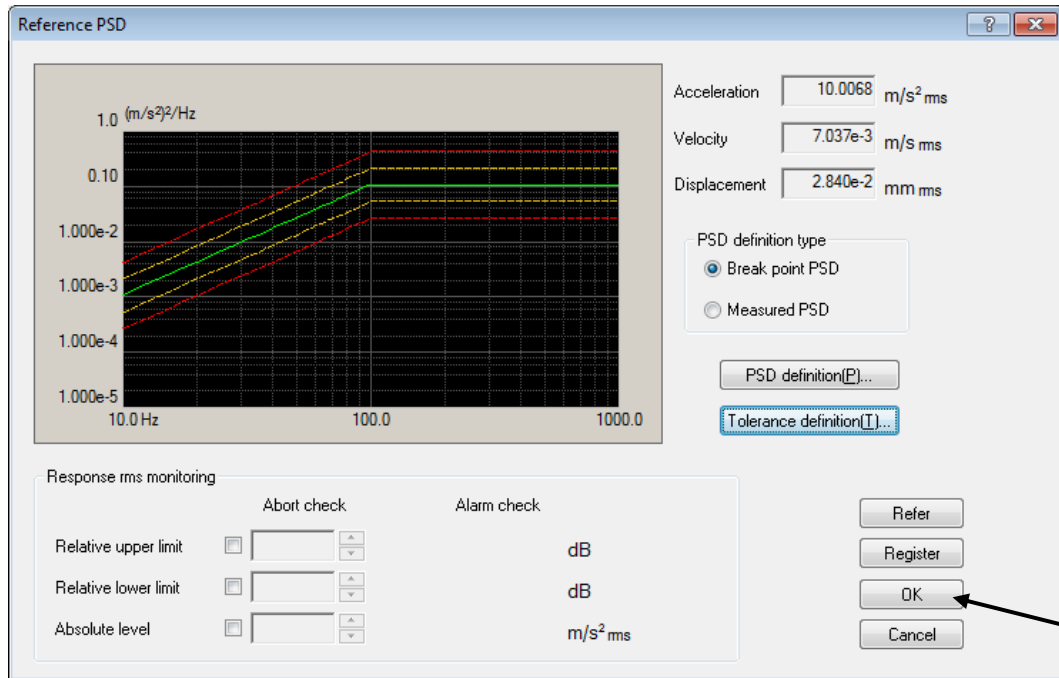 Reference PSD
1.0 (m/s²)²/Hz
0.10
1.000e-2
1.000e-3
1.000e-4
1.000e-5
10.0 Hz 100.0 1000.0
Acceleration 10.0068 m/s² rms
Velocity 7.037e-3 m/s rms
Displacement 2.840e-2 mm rms
PSD definition type
Break point PSD
Measured PSD
PSD definition(P)...
Tolerance definition(T)...
Response rms monitoring
Abort check Alarm check
Relative upper limit dB
Relative lower limit dB
Absolute level m/s² rms
Refer
Register
OK
Cancel